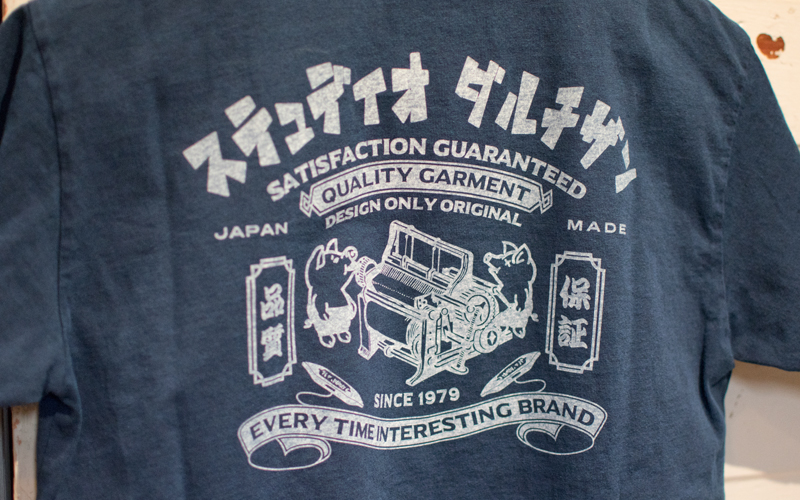 ステュディオ ダルチザン
SATISFACTION GUARANTEED
QUALITY GARMENT
DESIGN ONLY ORIGINAL
JAPAN MADE
品質
保証
SINCE 1979
EVERY TIME INTERESTING BRAND